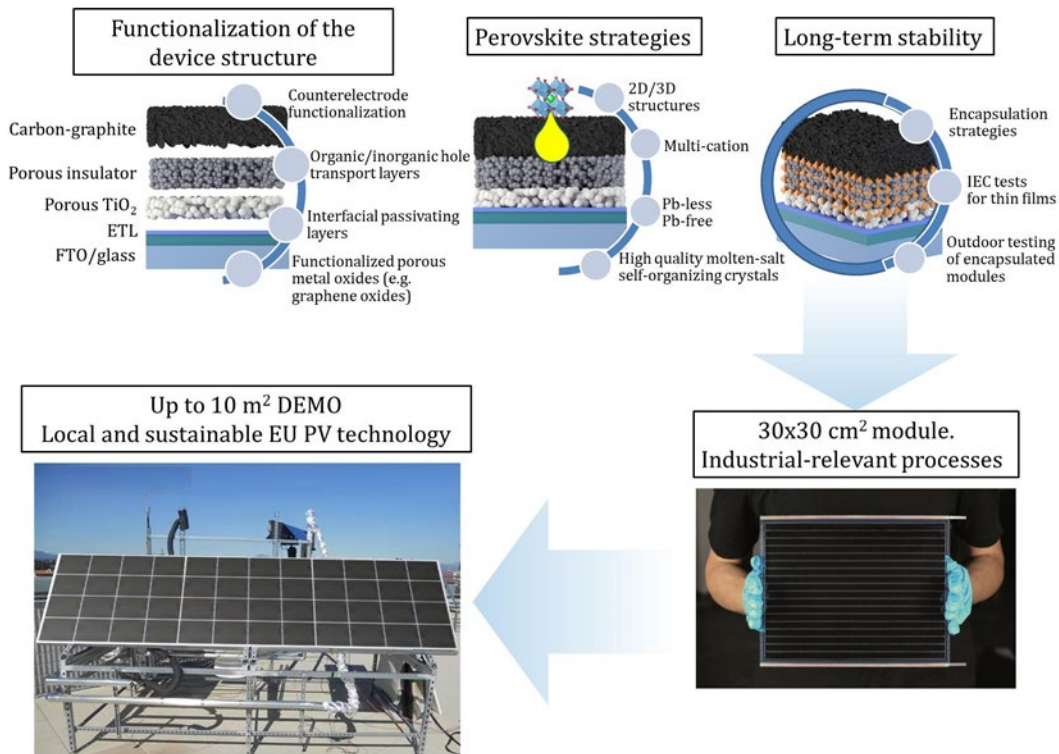 Functionalization of the
device structure
Carbon-graphite
Porous insulator
Porous TiO₂
ETL
FTO/glass
Counterelectrode
functionalization
Organic/inorganic hole
transport layers
Interfacial passivating
layers
Functionalized porous
metal oxides (e.g.
graphene oxides)
Perovskite strategies
2D/3D
structures
Multi-cation
Pb-less
Pb-free
High quality molten-salt
self-organizing crystals
Long-term stability
Encapsulation
strategies
IEC tests
for thin films
Outdoor testing
of encapsulated
modules
30x30 cm² module.
Industrial-relevant processes
Up to 10 m² DEMO
Local and sustainable EU PV technology